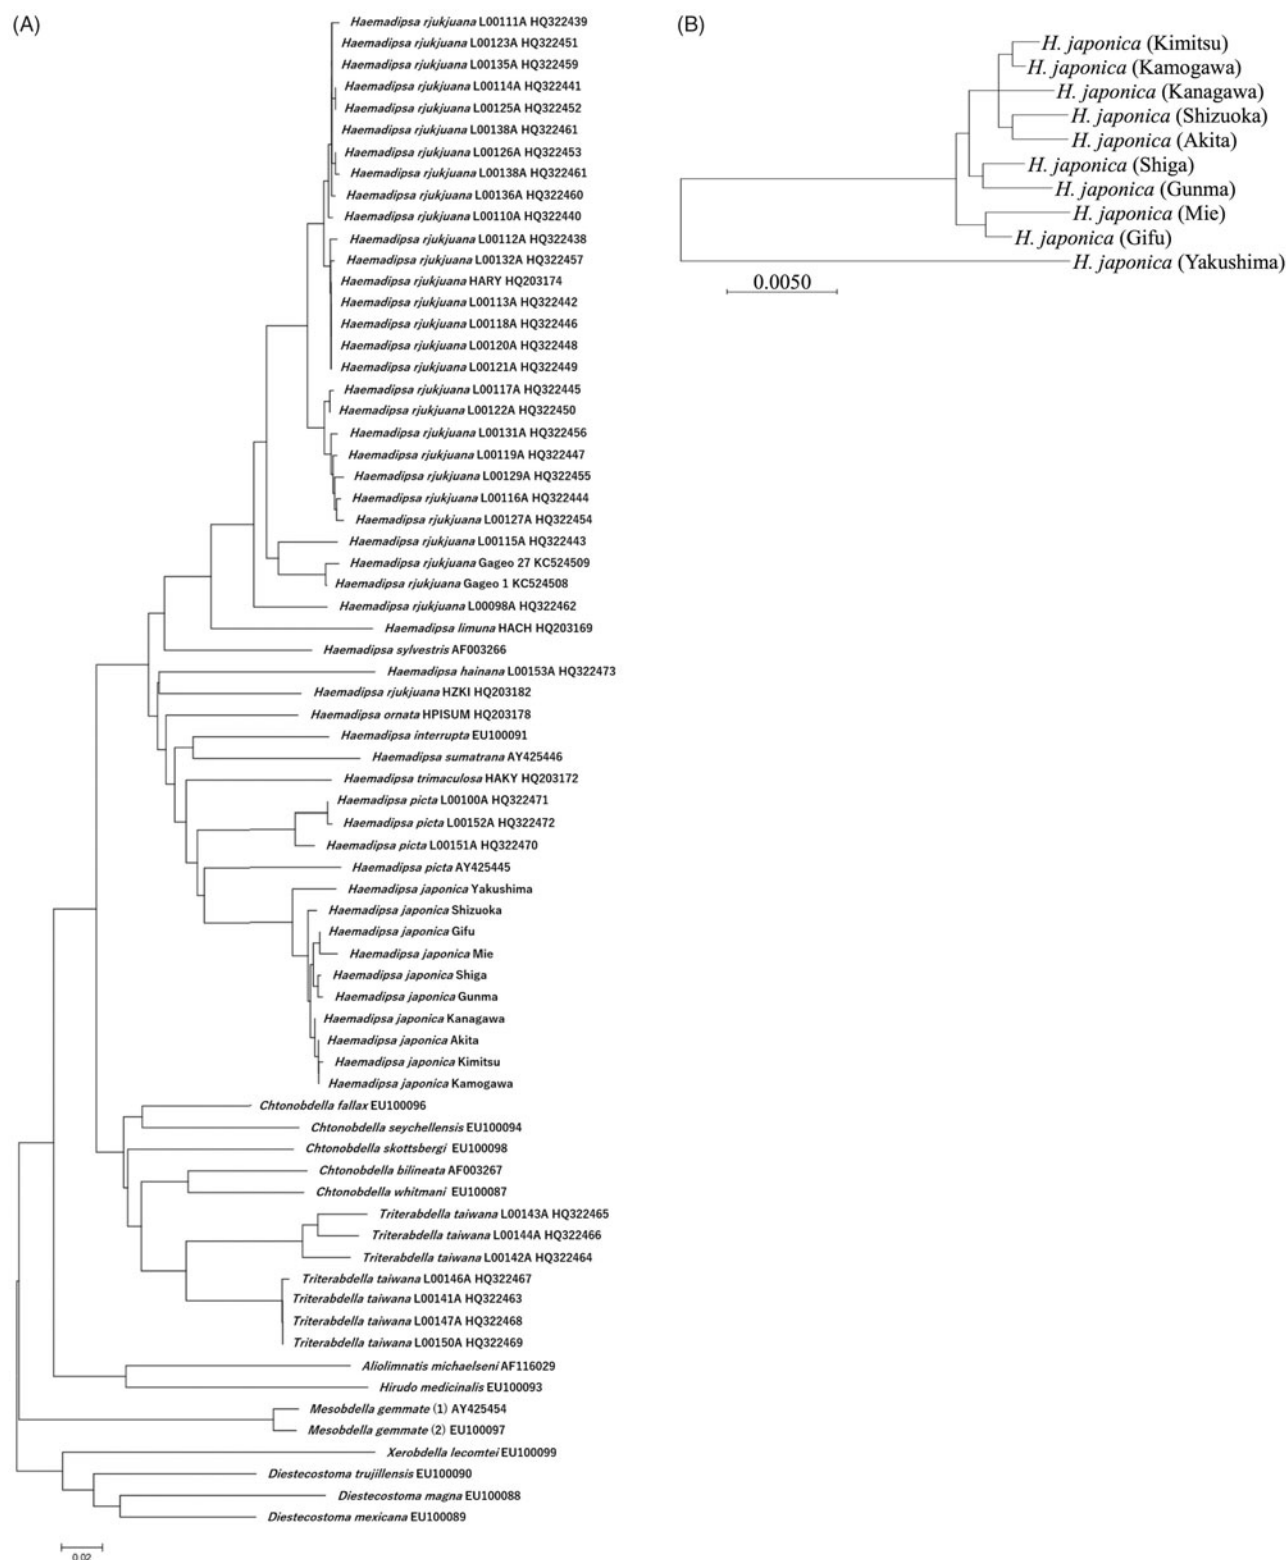 (A)
Haemadipsa rjukjuana L00111A HQ322439
Haemadipsa rjukjuana L00123A HQ322451
Haemadipsa rjukjuana L00135A HQ322459
Haemadipsa rjukjuana L00114A HQ322441
Haemadipsa rjukjuana L00125A HQ322452
Haemadipsa rjukjuana L00138A HQ322461
Haemadipsa rjukjuana L00126A HQ322453
Haemadipsa rjukjuana L00138A HQ322461
Haemadipsa rjukjuana L00136A HQ322460
Haemadipsa rjukjuana L00110A HQ322440
Haemadipsa rjukjuana L00112A HQ322438
Haemadipsa rjukjuana L00132A HQ322457
Haemadipsa rjukjuana HARY HQ203174
Haemadipsa rjukjuana L00113A HQ322442
Haemadipsa rjukjuana L00118A HQ322446
Haemadipsa rjukjuana L00120A HQ322448
Haemadipsa rjukjuana L00121A HQ322449
Haemadipsa rjukjuana L00117A HQ322445
Haemadipsa rjukjuana L00122A HQ322450
Haemadipsa rjukjuana L00131A HQ322456
Haemadipsa rjukjuana L00119A HQ322447
Haemadipsa rjukjuana L00129A HQ322455
Haemadipsa rjukjuana L00116A HQ322444
Haemadipsa rjukjuana L00127A HQ322454
Haemadipsa rjukjuana L00115A HQ322443
Haemadipsa rjukjuana Gageo 27 KC524509
Haemadipsa rjukjuana Gageo 1 KC524508
Haemadipsa rjukjuana L00098A HQ322462
Haemadipsa limuna HACH HQ203169
Haemadipsa sylvestris AF003266
Haemadipsa hainana L00153A HQ322473
Haemadipsa rjukjuana HZKI HQ203182
Haemadipsa ornata HPISUM HQ203178
Haemadipsa interrupta EU100091
Haemadipsa sumatrana AY425446
Haemadipsa trimaculosa HAKY HQ203172
Haemadipsa picta L00100A HQ322471
Haemadipsa picta L00152A HQ322472
Haemadipsa picta L00151A HQ322470
Haemadipsa picta AY425445
Haemadipsa japonica Yakushima
Haemadipsa japonica Shizuoka
Haemadipsa japonica Gifu
Haemadipsa japonica Mie
Haemadipsa japonica Shiga
Haemadipsa japonica Gunma
Haemadipsa japonica Kanagawa
Haemadipsa japonica Akita
Haemadipsa japonica Kimitsu
Haemadipsa japonica Kamogawa
Chtonobdella fallax EU100096
Chtonobdella seychellensis EU100094
Chtonobdella skottsbergi EU100098
Chtonobdella bilineata AF003267
Chtonobdella whitmani EU100087
Triterabdella taiwana L00143A HQ322465
Triterabdella taiwana L00144A HQ322466
Triterabdella taiwana L00142A HQ322464
Triterabdella taiwana L00146A HQ322467
Triterabdella taiwana L00141A HQ322463
Triterabdella taiwana L00147A HQ322468
Triterabdella taiwana L00150A HQ322469
Aliolimnatis michaelseni AF116029
Hirudo medicinalis EU100093
Mesobdella gemmate (1) AY425454
Mesobdella gemmate (2) EU100097
Xerobdella lecomtei EU100099
Diestecostoma trujillensis EU100090
Diestecostoma magna EU100088
Diestecostoma mexicana EU100089
0.02
(B)
H. japonica (Kimitsu)
H. japonica (Kamogawa)
H. japonica (Kanagawa)
H. japonica (Shizuoka)
H. japonica (Akita)
H. japonica (Shiga)
H. japonica (Gunma)
H. japonica (Mie)
H. japonica (Gifu)
H. japonica (Yakushima)
0.0050